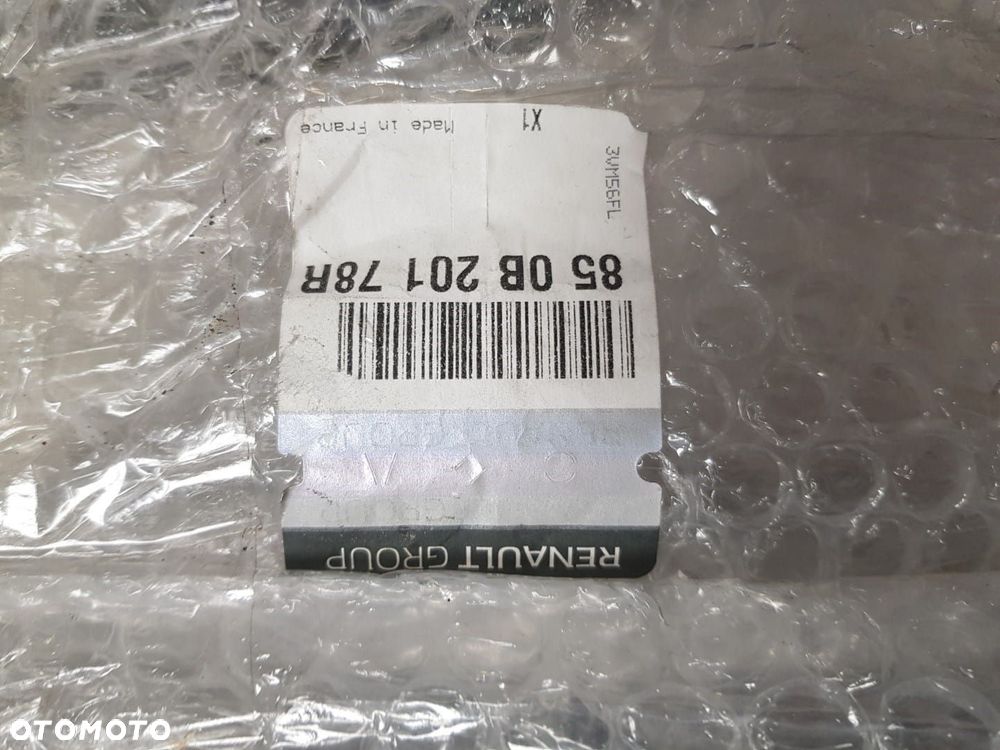 RENAULT GROUP
85 0B 201 78R
3VM56FL
X1
Made in France
OTOMOTO